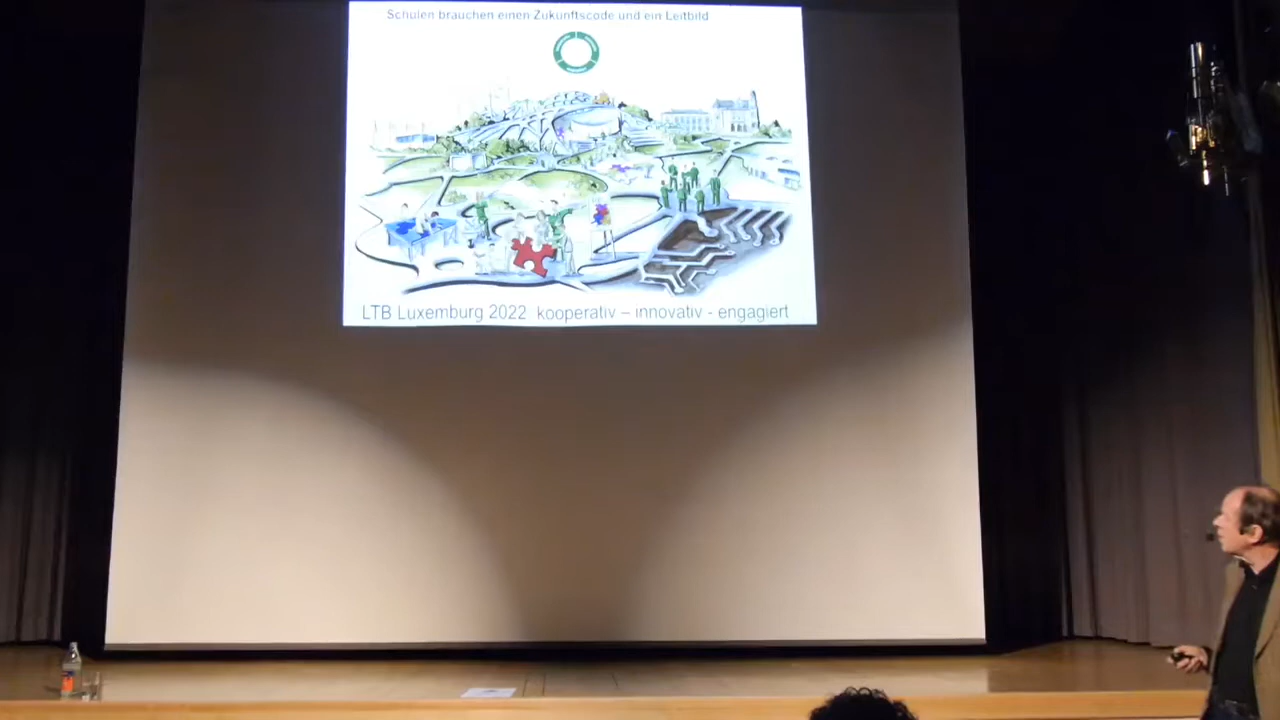 Schulen brauchen einen Zukunftscode und ein Leitbild
LTB Luxemburg 2022 kooperativ – innovativ - engagiert